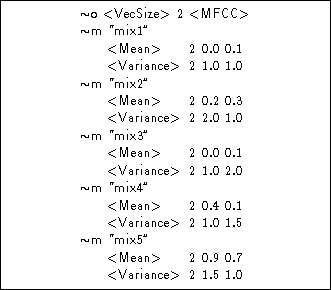 ~o <VecSize> 2 <MFCC>
~m "mix1"
<Mean> 2 0.0 0.1
<Variance> 2 1.0 1.0
~m "mix2"
<Mean> 2 0.2 0.3
<Variance> 2 2.0 1.0
~m "mix3"
<Mean> 2 0.0 0.1
<Variance> 2 1.0 2.0
~m "mix4"
<Mean> 2 0.4 0.1
<Variance> 2 1.0 1.5
~m "mix5"
<Mean> 2 0.9 0.7
<Variance> 2 1.5 1.0